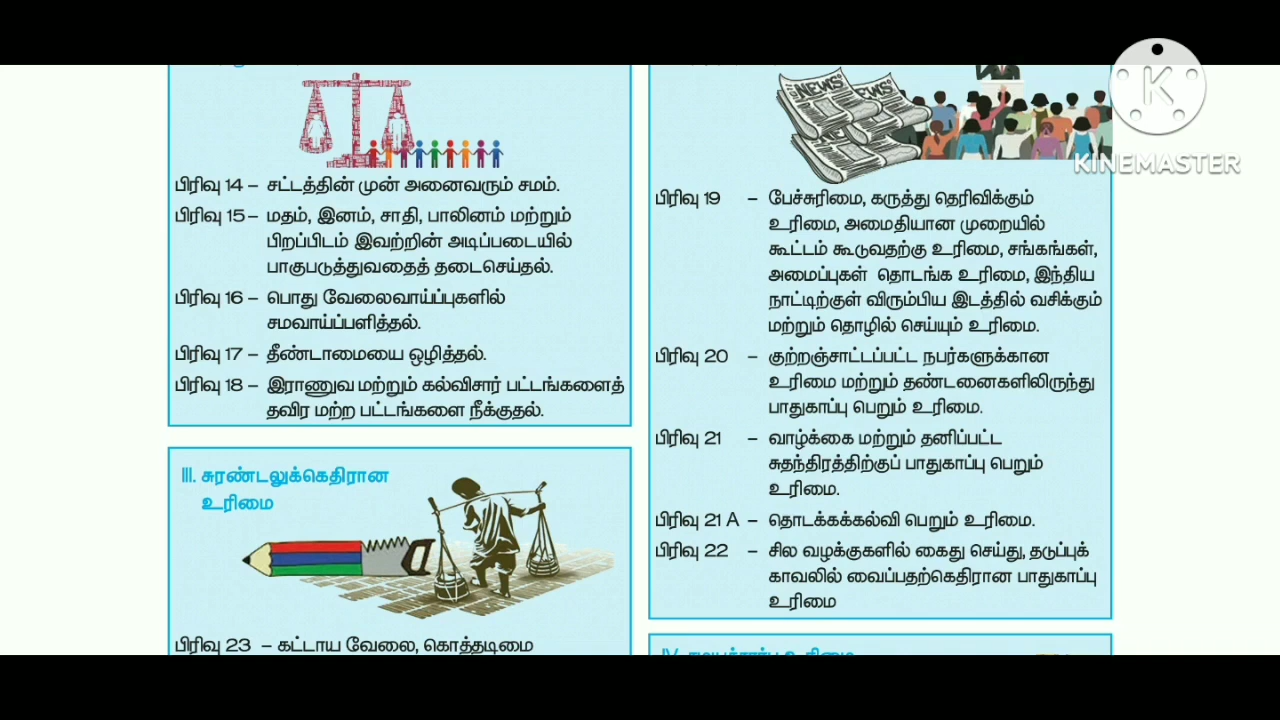 பிரிவு 14 – சட்டத்தின் முன் அனைவரும் சமம்.
பிரிவு 15 – மதம், இனம், சாதி, பாலினம் மற்றும்
பிறப்பிடம் இவற்றின் அடிப்படையில்
பாகுபடுத்துவதைத் தடைசெய்தல்.
பிரிவு 16 – பொது வேலைவாய்ப்புகளில்
சமவாய்ப்பளித்தல்.
பிரிவு 17 – தீண்டாமையை ஒழித்தல்.
பிரிவு 18 – இராணுவ மற்றும் கல்விசார் பட்டங்களைத்
தவிர மற்ற பட்டங்களை நீக்குதல்.
III. சுரண்டலுக்கெதிரான
உரிமை
பிரிவு 23 – கட்டாய வேலை, கொத்தடிமை
NEWS
NEWS
பிரிவு 19 – பேச்சுரிமை, கருத்து தெரிவிக்கும்
உரிமை, அமைதியான முறையில்
கூட்டம் கூடுவதற்கு உரிமை, சங்கங்கள்,
அமைப்புகள் தொடங்க உரிமை, இந்திய
நாட்டிற்குள் விரும்பிய இடத்தில் வசிக்கும்
மற்றும் தொழில் செய்யும் உரிமை.
பிரிவு 20 – குற்றஞ்சாட்டப்பட்ட நபர்களுக்கான
உரிமை மற்றும் தண்டனைகளிலிருந்து
பாதுகாப்பு பெறும் உரிமை.
பிரிவு 21 – வாழ்க்கை மற்றும் தனிப்பட்ட
சுதந்திரத்திற்குப் பாதுகாப்பு பெறும்
உரிமை.
பிரிவு 21 A – தொடக்கக்கல்வி பெறும் உரிமை.
பிரிவு 22 – சில வழக்குகளில் கைது செய்து, தடுப்புக்
காவலில் வைப்பதற்கெதிரான பாதுகாப்பு
உரிமை
K
KINEMASTER